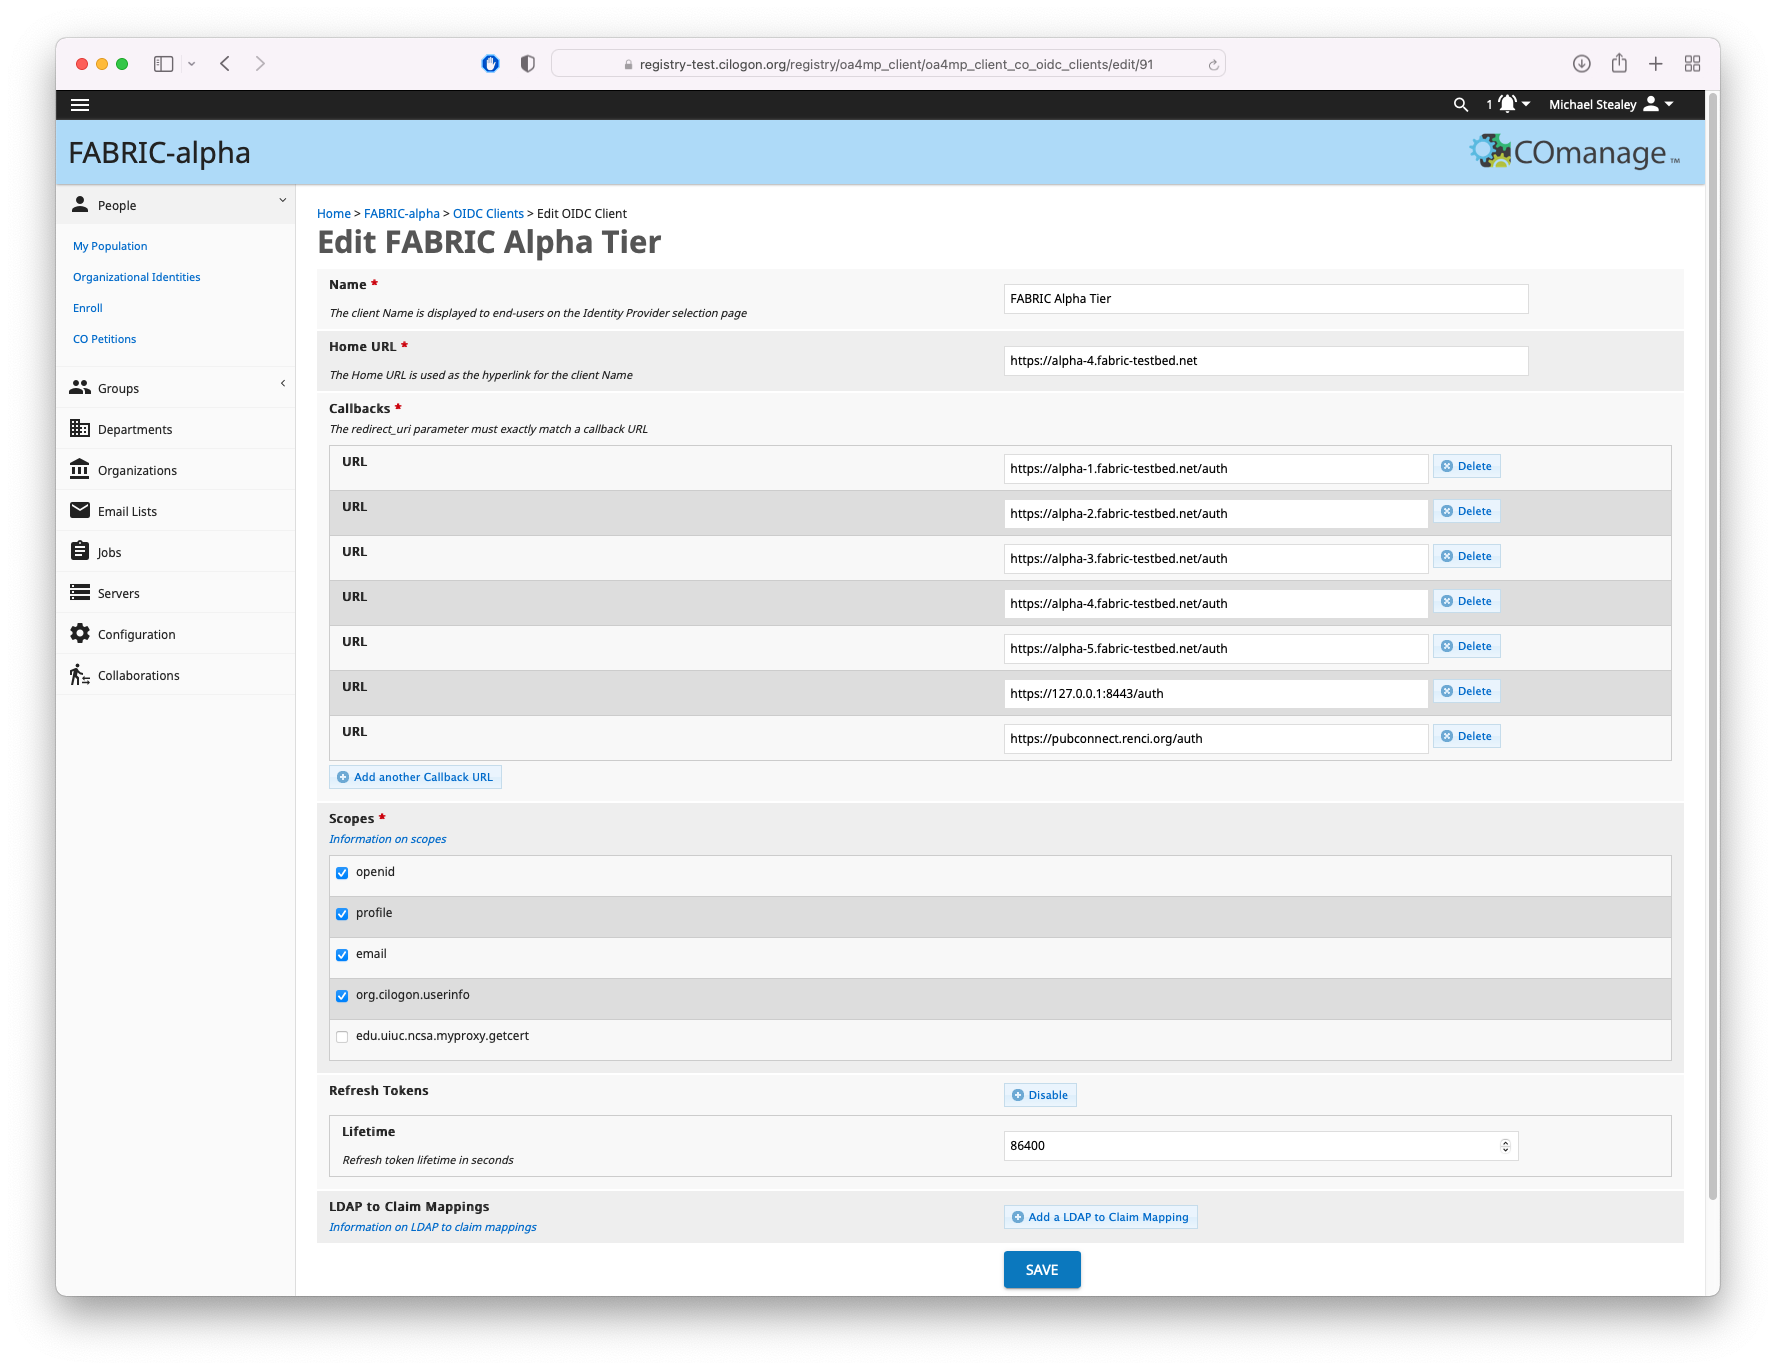 registry-test.cilogon.org/registry/oa4mp_client/oa4mp_client_co_oidc_clients/edit/91
1
Michael Stealey
FABRIC-alpha
COmanage ™
People
My Population
Organizational Identities
Enroll
CO Petitions
Groups
Departments
Organizations
Email Lists
Jobs
Servers
Configuration
Collaborations
Home > FABRIC-alpha > OIDC Clients > Edit OIDC Client
Edit FABRIC Alpha Tier
Name *
FABRIC Alpha Tier
The client Name is displayed to end-users on the Identity Provider selection page
Home URL *
https://alpha-4.fabric-testbed.net
The Home URL is used as the hyperlink for the client Name
Callbacks *
The redirect_uri parameter must exactly match a callback URL
URL https://alpha-1.fabric-testbed.net/auth Delete
URL https://alpha-2.fabric-testbed.net/auth Delete
URL https://alpha-3.fabric-testbed.net/auth Delete
URL https://alpha-4.fabric-testbed.net/auth Delete
URL https://alpha-5.fabric-testbed.net/auth Delete
URL https://127.0.0.1:8443/auth Delete
URL https://pubconnect.renci.org/auth Delete
Add another Callback URL
Scopes *
Information on scopes
openid
profile
email
org.cilogon.userinfo
edu.uiuc.ncsa.myproxy.getcert
Refresh Tokens
Disable
Lifetime
86400
Refresh token lifetime in seconds
LDAP to Claim Mappings
Add a LDAP to Claim Mapping
Information on LDAP to claim mappings
SAVE